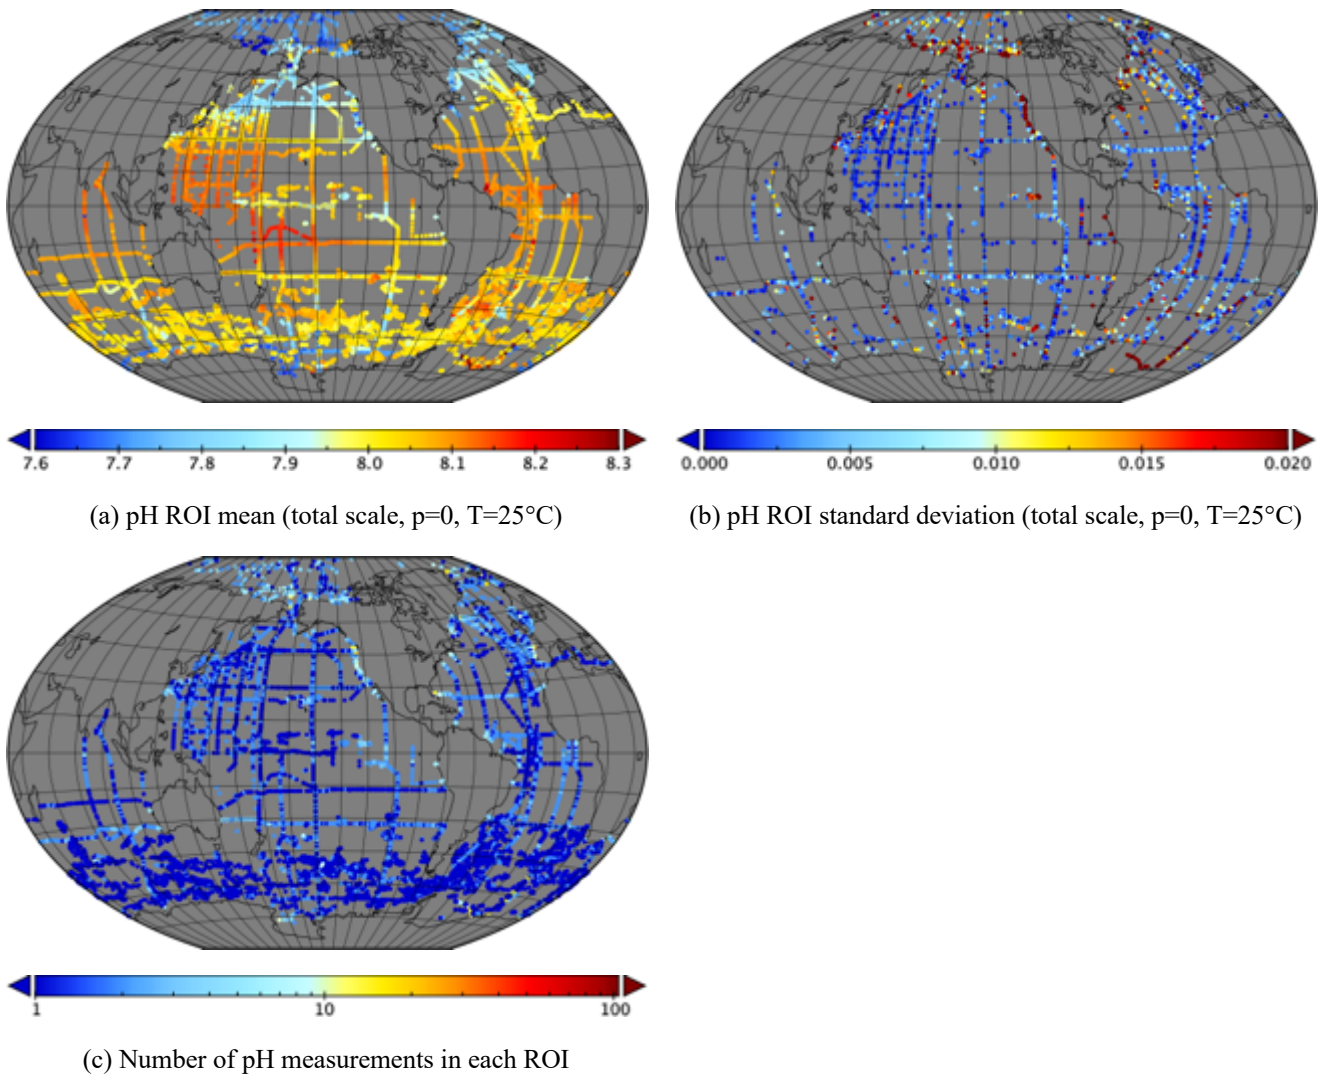 7.6 7.7 7.8 7.9 8.0 8.1 8.2 8.3
(a) pH ROI mean (total scale, p=0, T=25°C)
0.000 0.005 0.010 0.015 0.020
(b) pH ROI standard deviation (total scale, p=0, T=25°C)
1 10 100
(c) Number of pH measurements in each ROI